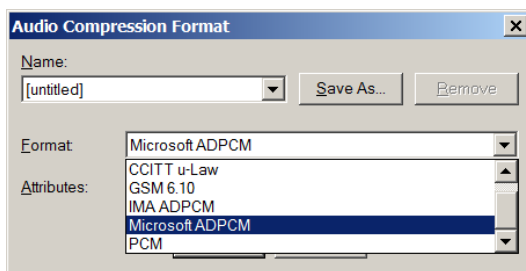 Audio Compression Format
Name:
[untitled]
Save As...
Remove
Format:
Microsoft ADPCM
Attributes:
CCITT u-Law
GSM 6.10
IMA ADPCM
Microsoft ADPCM
PCM